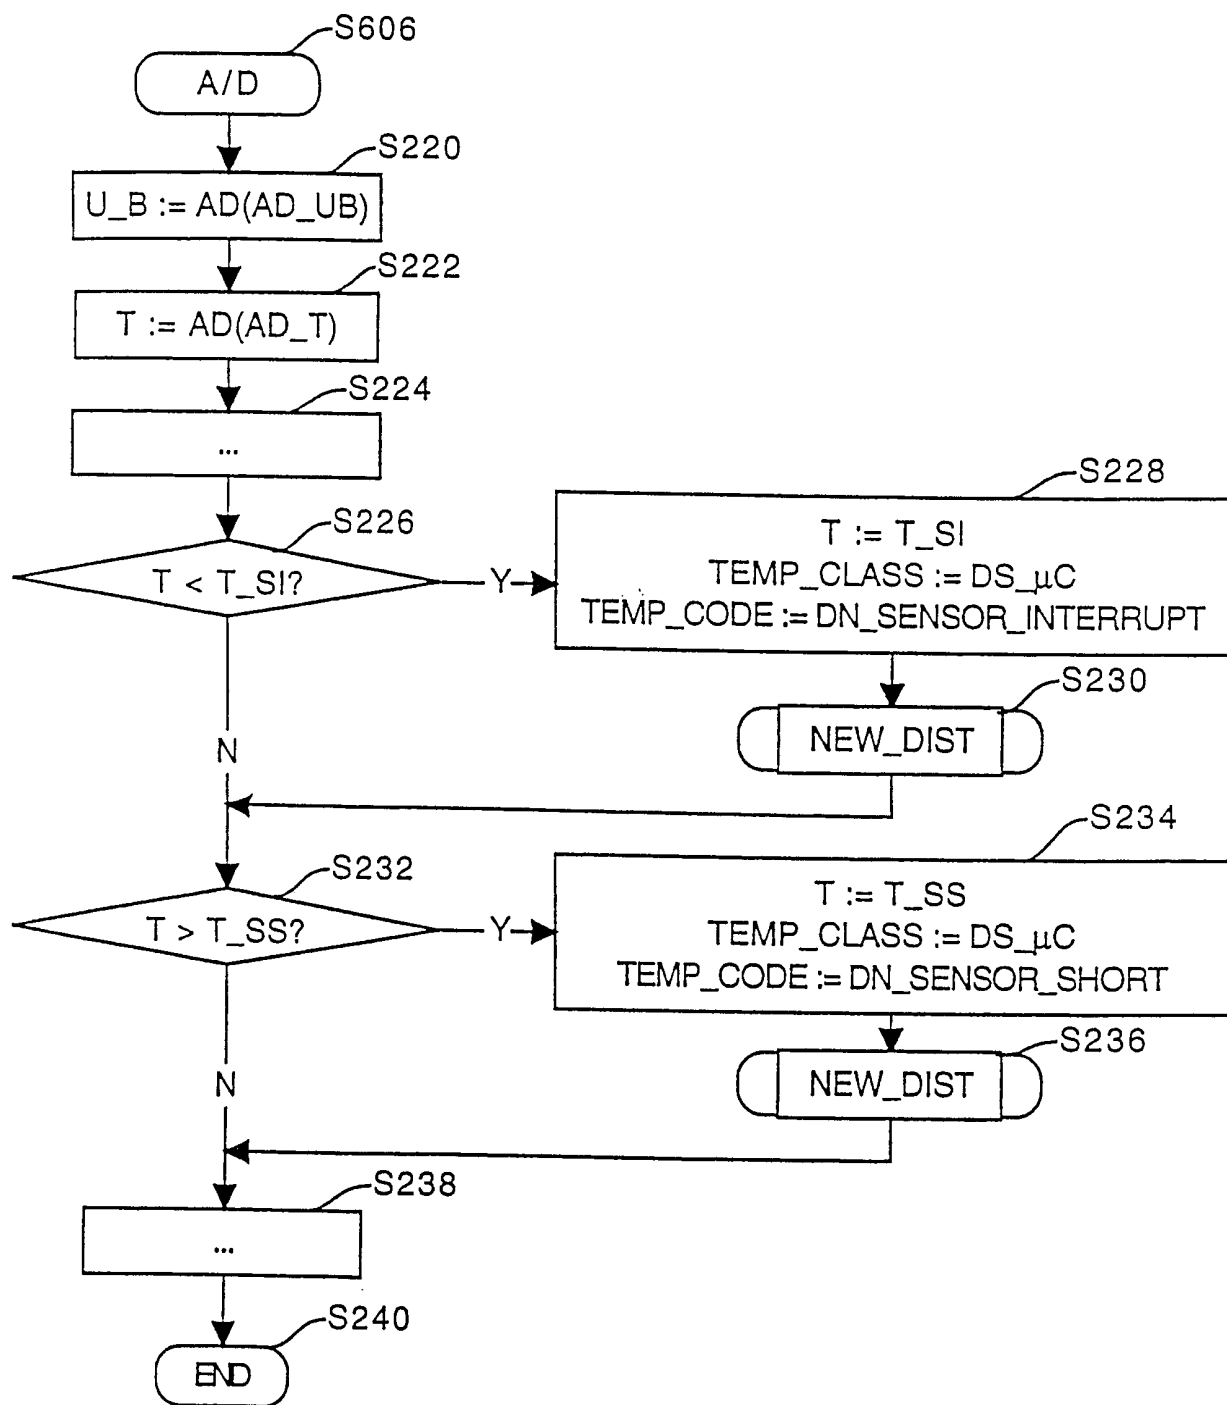 S606
A/D
S220
U_B := AD(AD_UB)
S222
T := AD(AD_T)
S224
...
S226
T < T_SI?
Y
N
S228
T := T_SI
TEMP_CLASS := DS_μC
TEMP_CODE := DN_SENSOR_INTERRUPT
S230
NEW_DIST
S232
T > T_SS?
Y
N
S234
T := T_SS
TEMP_CLASS := DS_μC
TEMP_CODE := DN_SENSOR_SHORT
S236
NEW_DIST
S238
...
S240
END